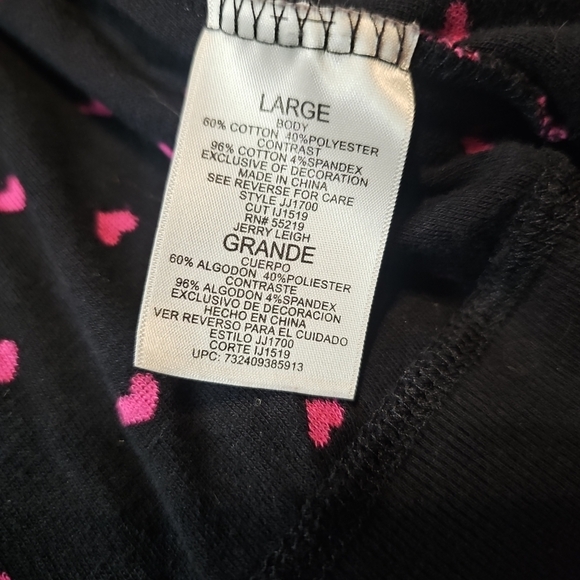 LARGE
BODY
60% COTTON 40%POLYESTER
CONTRAST
96% COTTON 4%SPANDEX
EXCLUSIVE OF DECORATION
MADE IN CHINA
SEE REVERSE FOR CARE
STYLE JJ1700
CUT IJ1519
RN# 55219
JERRY LEIGH
GRANDE
CUERPO
60% ALGODON 40%POLIESTER
CONTRASTE
96% ALGODON 4%SPANDEX
EXCLUSIVO DE DECORACION
HECHO EN CHINA
VER REVERSO PARA EL CUIDADO
ESTILO JJ1700
CORTE IJ1519
UPC: 732409385913